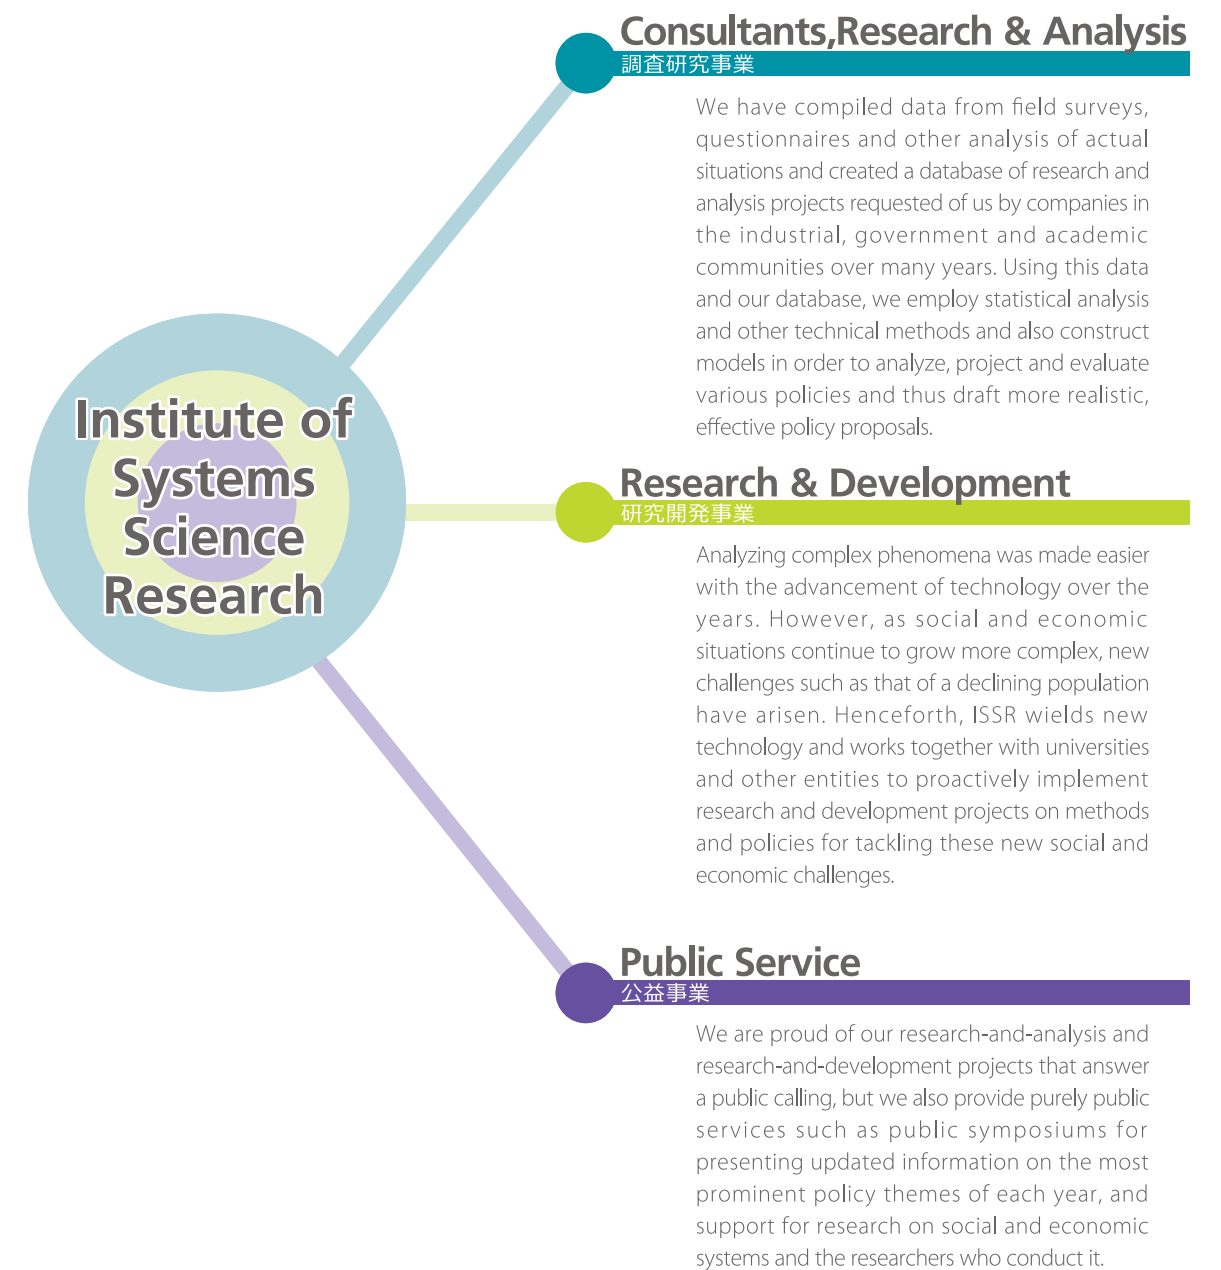 Consultants,Research & Analysis
調査研究事業
We have compiled data from field surveys,
questionnaires and other analysis of actual
situations and created a database of research and
analysis projects requested of us by companies in
the industrial, government and academic
communities over many years. Using this data
and our database, we employ statistical analysis
and other technical methods and also construct
models in order to analyze, project and evaluate
various policies and thus draft more realistic,
effective policy proposals.
Institute of
Systems
Science
Research
Research & Development
研究開発事業
Analyzing complex phenomena was made easier
with the advancement of technology over the
years. However, as social and economic
situations continue to grow more complex, new
challenges such as that of a declining population
have arisen. Henceforth, ISSR wields new
technology and works together with universities
and other entities to proactively implement
research and development projects on methods
and policies for tackling these new social and
economic challenges.
Public Service
公益事業
We are proud of our research-and-analysis and
research-and-development projects that answer
a public calling, but we also provide purely public
services such as public symposiums for
presenting updated information on the most
prominent policy themes of each year, and
support for research on social and economic
systems and the researchers who conduct it.